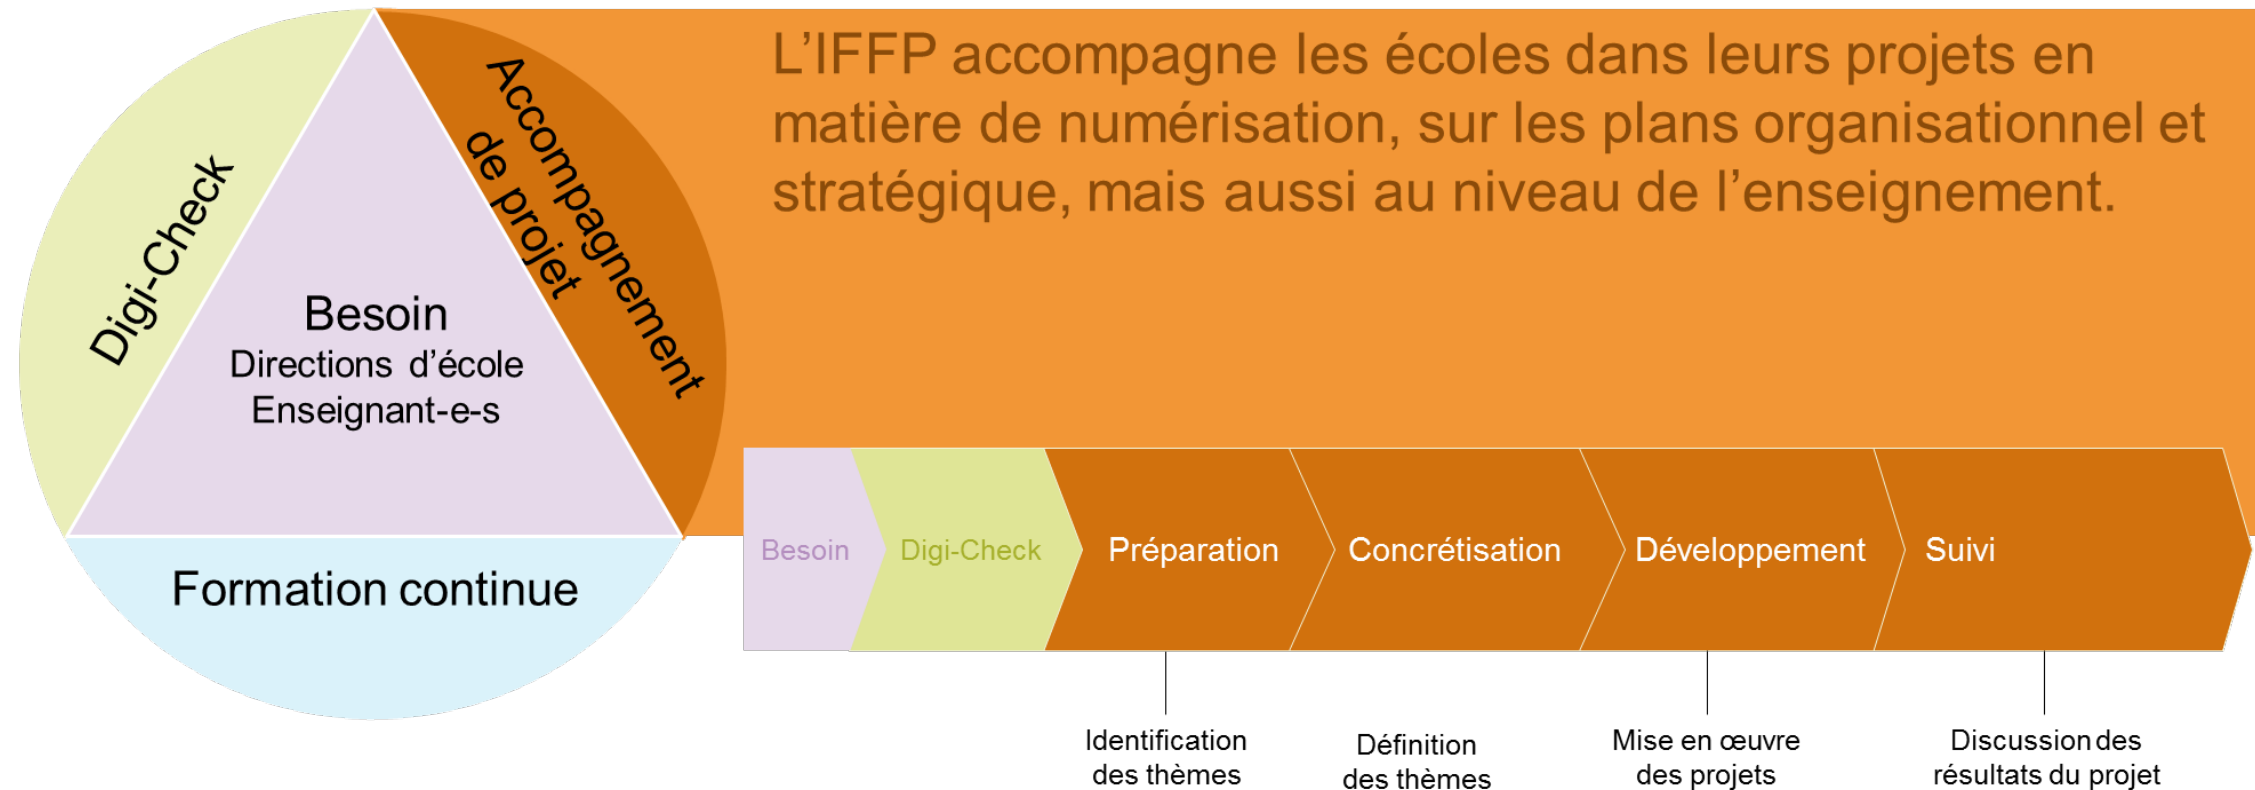 L’IFFP accompagne les écoles dans leurs projets en
matière de numérisation, sur les plans organisationnel et
stratégique, mais aussi au niveau de l’enseignement.
Digi-Check
Accompagnement
de projet
Besoin
Directions d’école
Enseignant-e-s
Formation continue
Besoin
Digi-Check
Préparation
Concrétisation
Développement
Suivi
Identification
des thèmes
Définition
des thèmes
Mise en œuvre
des projets
Discussion des
résultats du projet